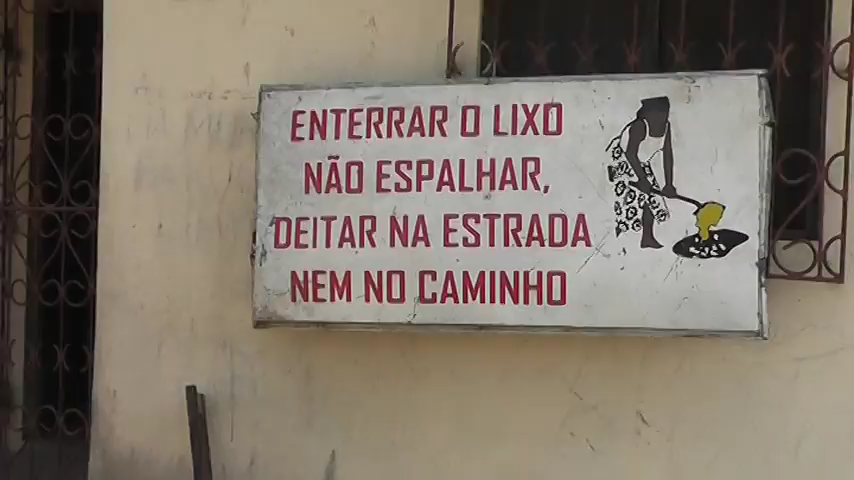 ENTERRAR O LIXO
NÃO ESPALHAR,
DEITAR NA ESTRADA
NEM NO CAMINHO